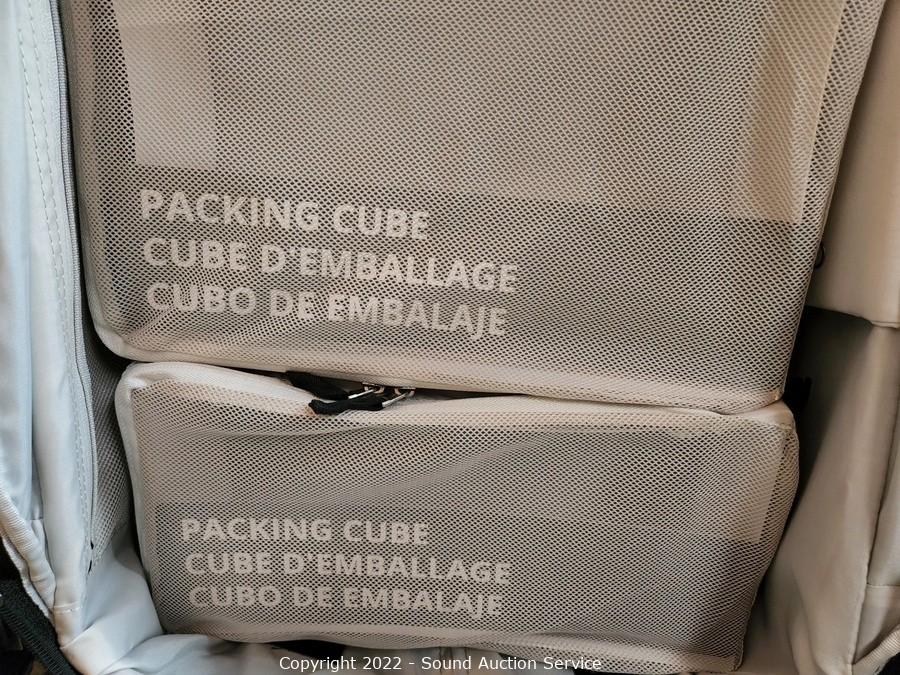 PACKING CUBE
CUBE D'EMBALLAGE
CUBO DE EMBALAJE
PACKING CUBE
CUBE D'EMBALLAGE
CUBO DE EMBALAJE
Copyright 2022 - Sound Auction Service